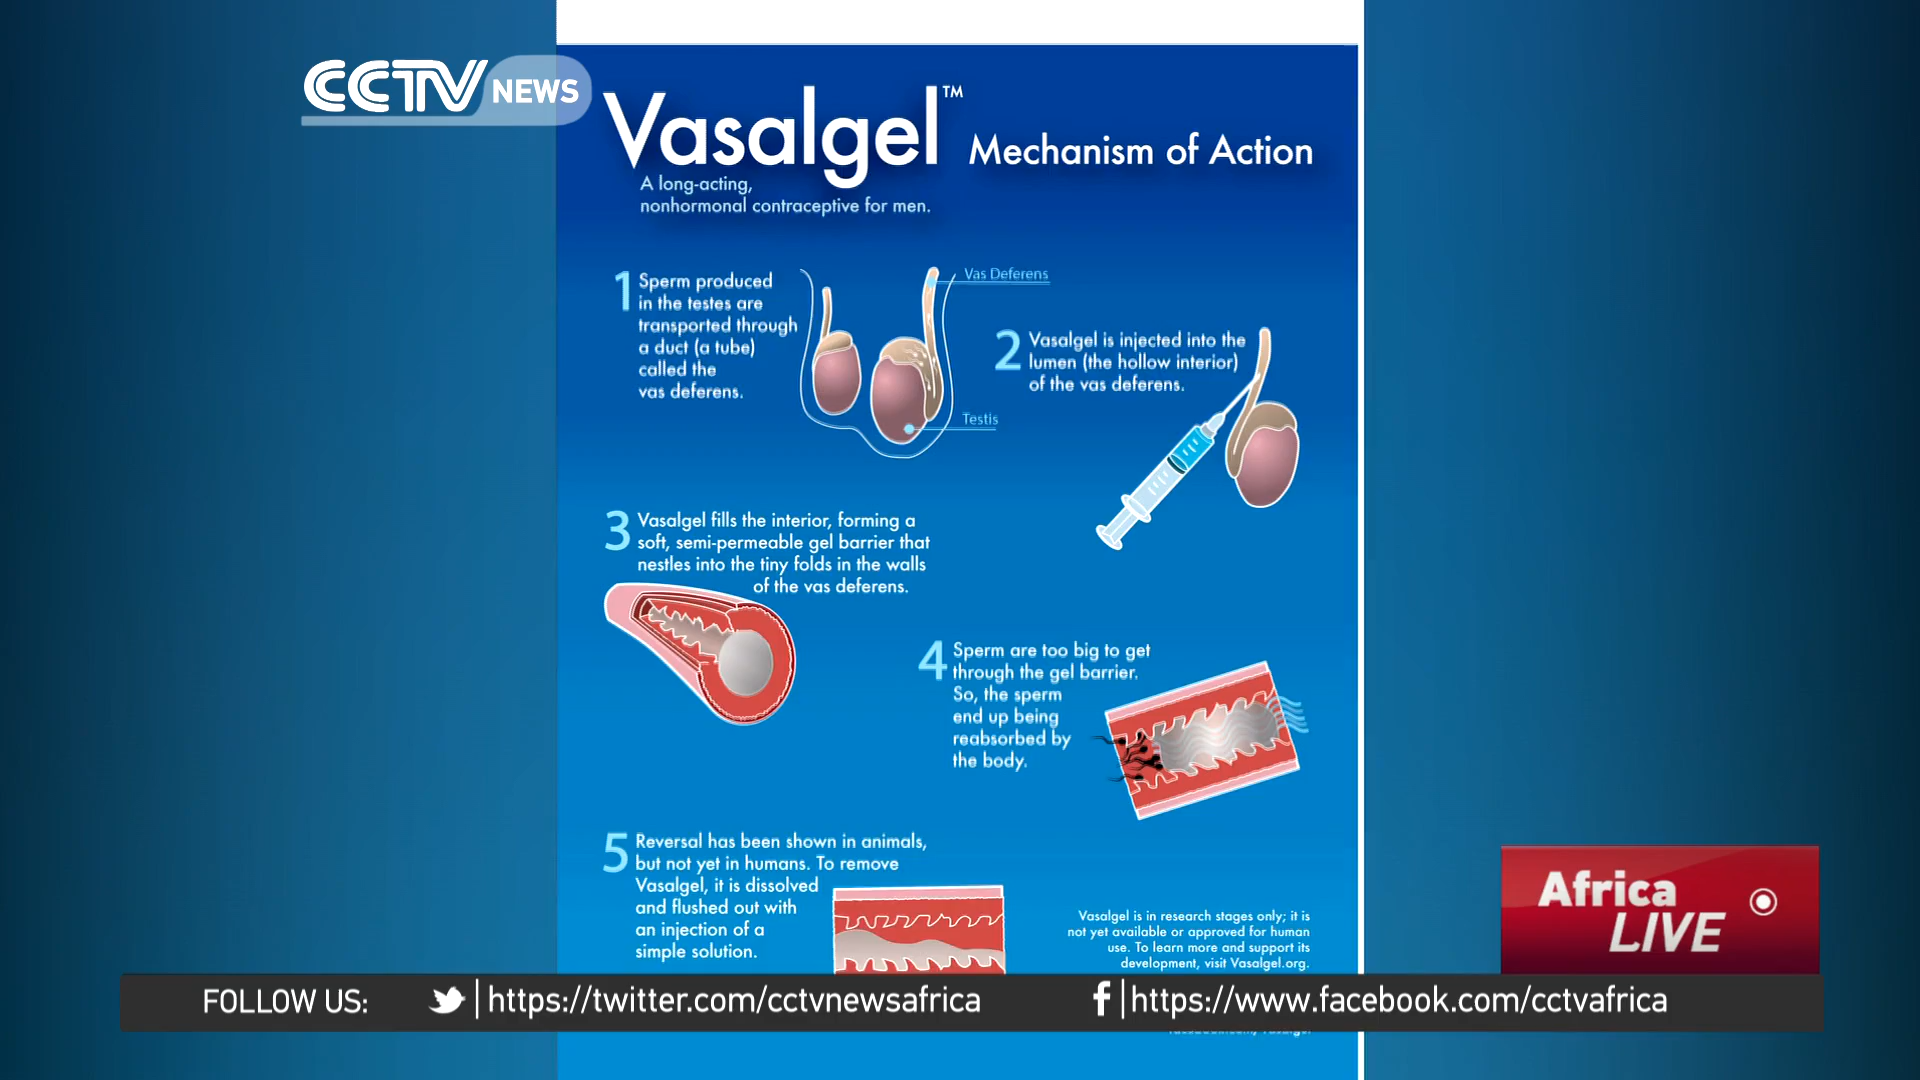 CCTV NEWS
Vasalgel™ Mechanism of Action
A long-acting,
nonhormonal contraceptive for men.
1 Sperm produced
in the testes are
transported through
a duct (a tube)
called the
vas deferens.
Vas Deferens
Testis
2 Vasalgel is injected into the
lumen (the hollow interior)
of the vas deferens.
3 Vasalgel fills the interior, forming a
soft, semi-permeable gel barrier that
nestles into the tiny folds in the walls
of the vas deferens.
4 Sperm are too big to get
through the gel barrier.
So, the sperm
end up being
reabsorbed by
the body.
5 Reversal has been shown in animals,
but not yet in humans. To remove
Vasalgel, it is dissolved
and flushed out with
an injection of a
simple solution.
Vasalgel is in research stages only; it is
not yet available or approved for human
use. To learn more and support its
development, visit Vasalgel.org.
Africa
LIVE
FOLLOW US: https://twitter.com/cctvnewsafrica f https://www.facebook.com/cctvafrica